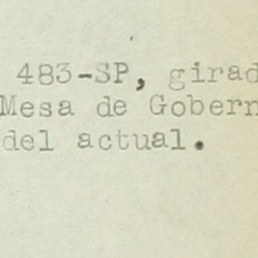 483-SP, girad
Mesa de Gobern
del actual.